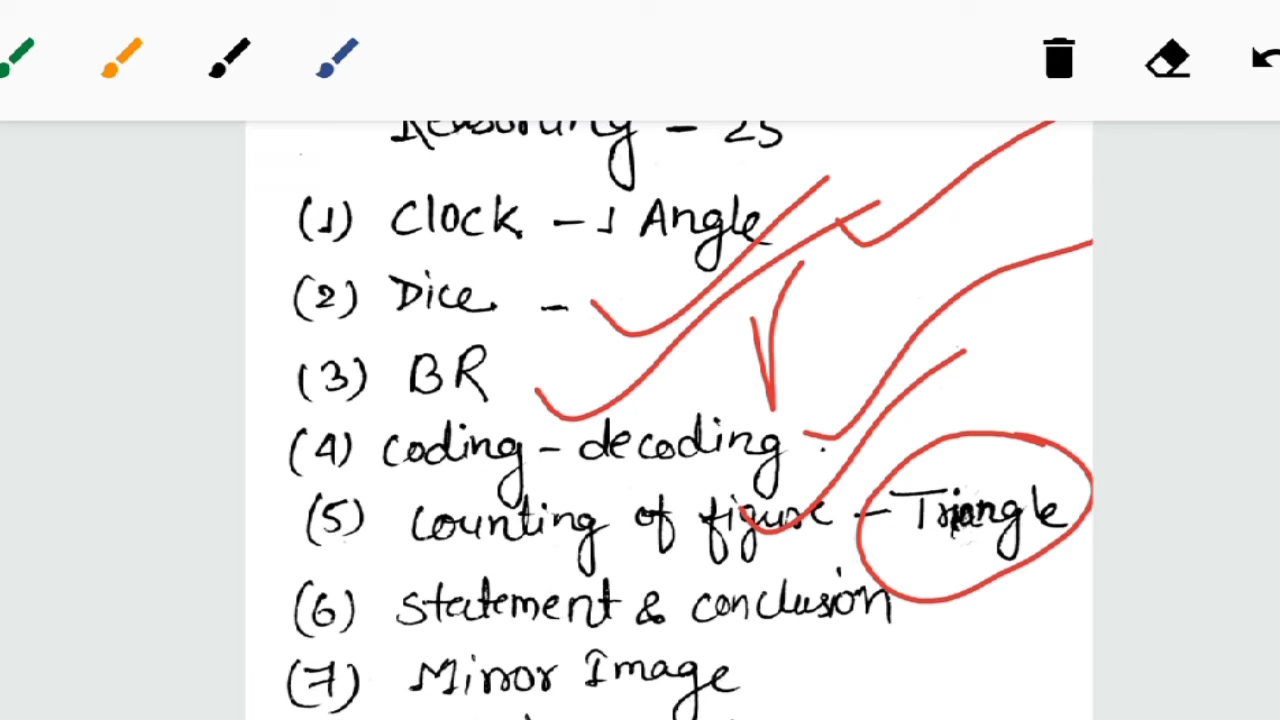 Reasoning - 25
(1) Clock - 1 Angle
(2) Dice -
(3) BR
(4) Coding - decoding
(5) Counting of figure - Triangle
(6) Statement & conclusion
(7) Mirror Image